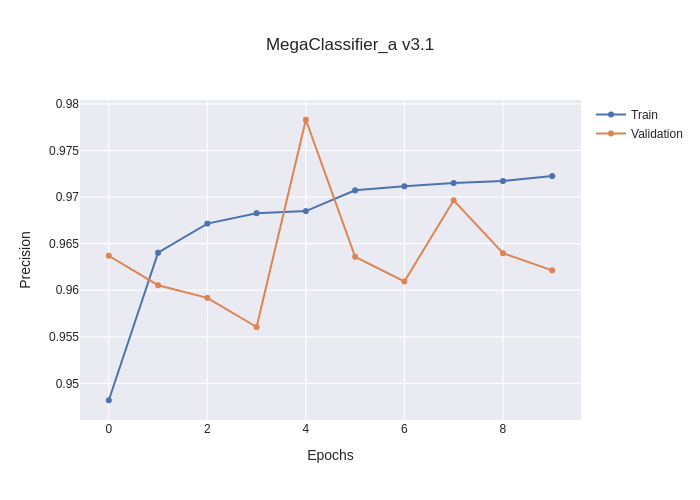 MegaClassifier_a v3.1
Train
Validation
Precision
0.98
0.975
0.97
0.965
0.96
0.955
0.95
0 2 4 6 8
Epochs